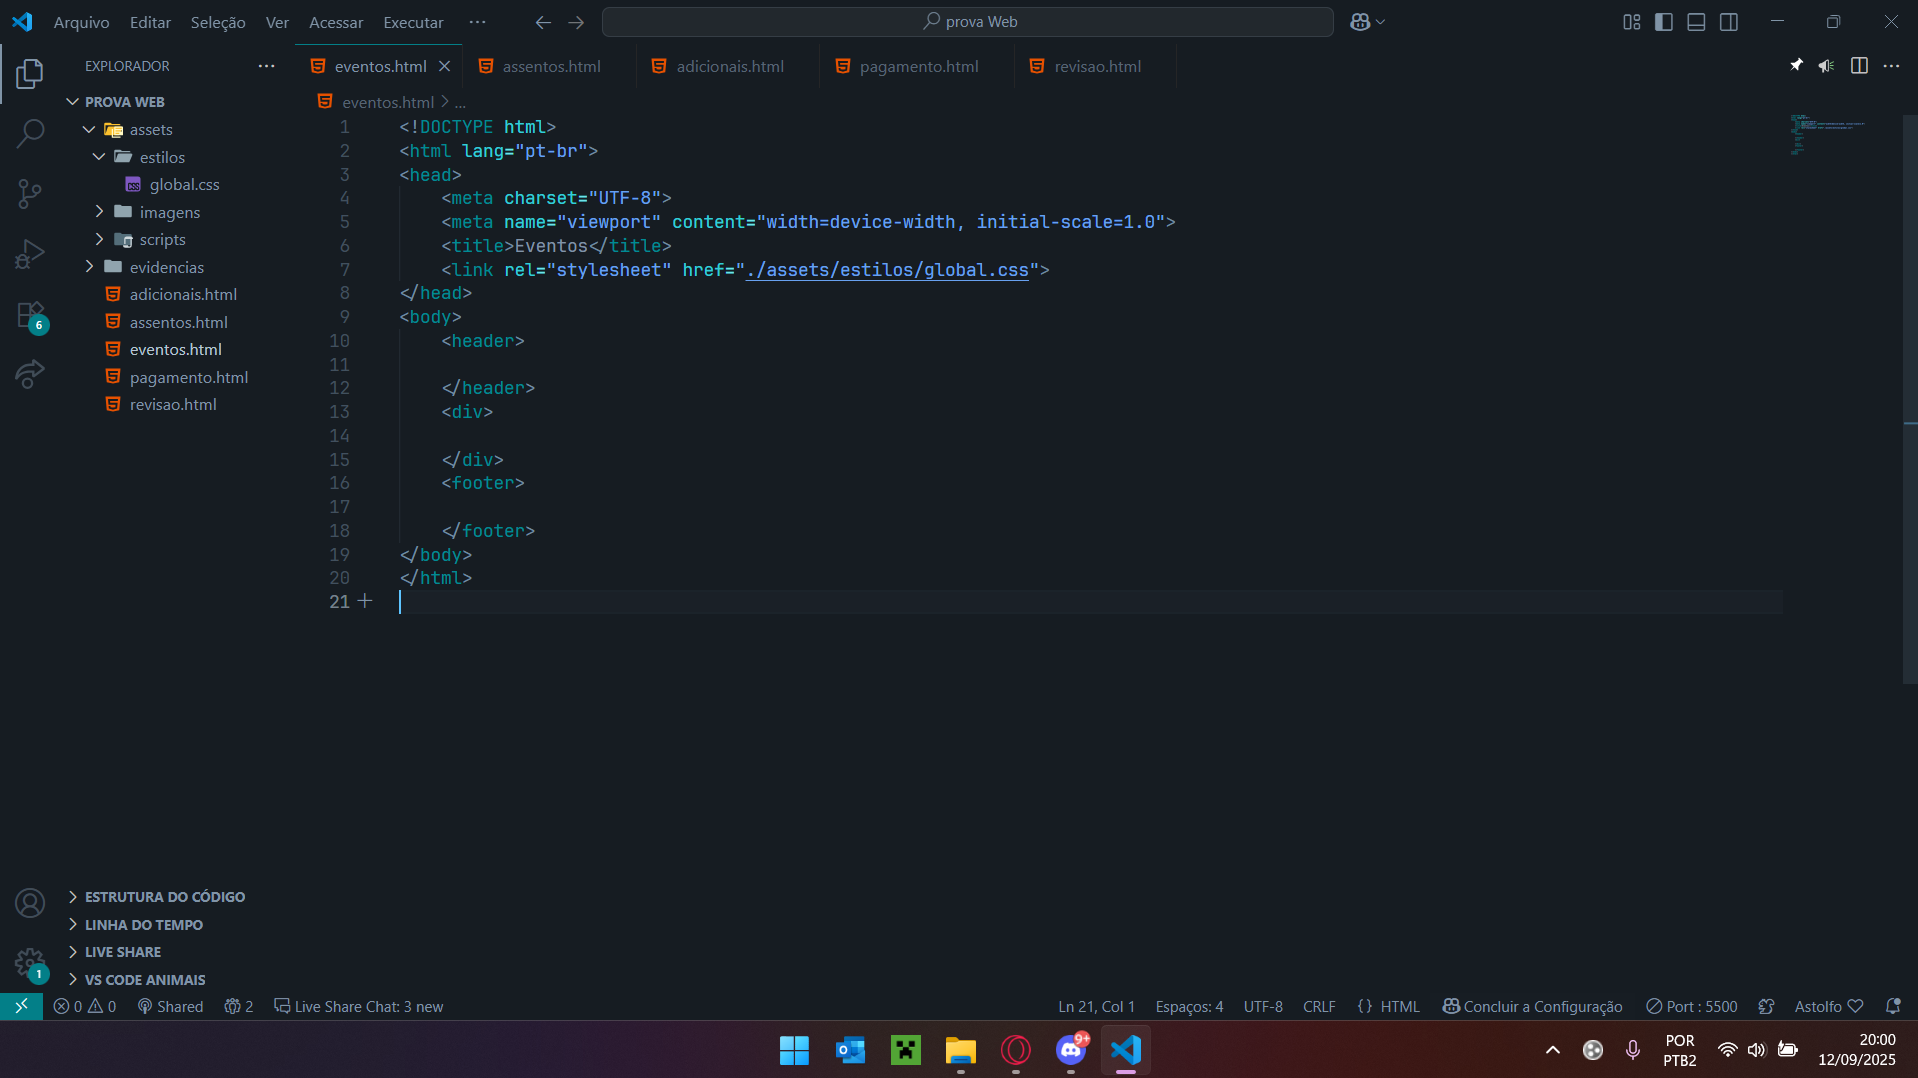 Arquivo Editar Seleção Ver Acessar Executar ··· prova Web
EXPLORADOR ···
eventos.html assentos.html adicionais.html pagamento.html revisao.html
PROVA WEB
assets
estilos
global.css
imagens
scripts
evidencias
adicionais.html
assentos.html
eventos.html
pagamento.html
revisao.html
eventos.html > ...
1 <!DOCTYPE html>
2 <html lang="pt-br">
3 <head>
4 <meta charset="UTF-8">
5 <meta name="viewport" content="width=device-width, initial-scale=1.0">
6 <title>Eventos</title>
7 <link rel="stylesheet" href="./assets/estilos/global.css">
8 </head>
9 <body>
10 <header>
11
12 </header>
13 <div>
14
15 </div>
16 <footer>
17
18 </footer>
19 </body>
20 </html>
21
6
ESTRUTURA DO CÓDIGO
LINHA DO TEMPO
LIVE SHARE
VS CODE ANIMAIS
1
0 0 Shared 2 Live Share Chat: 3 new Ln 21, Col 1 Espaços: 4 UTF-8 CRLF {} HTML Concluir a Configuração Port : 5500 Astolfo
9+
POR
PTB2
20:00
12/09/2025